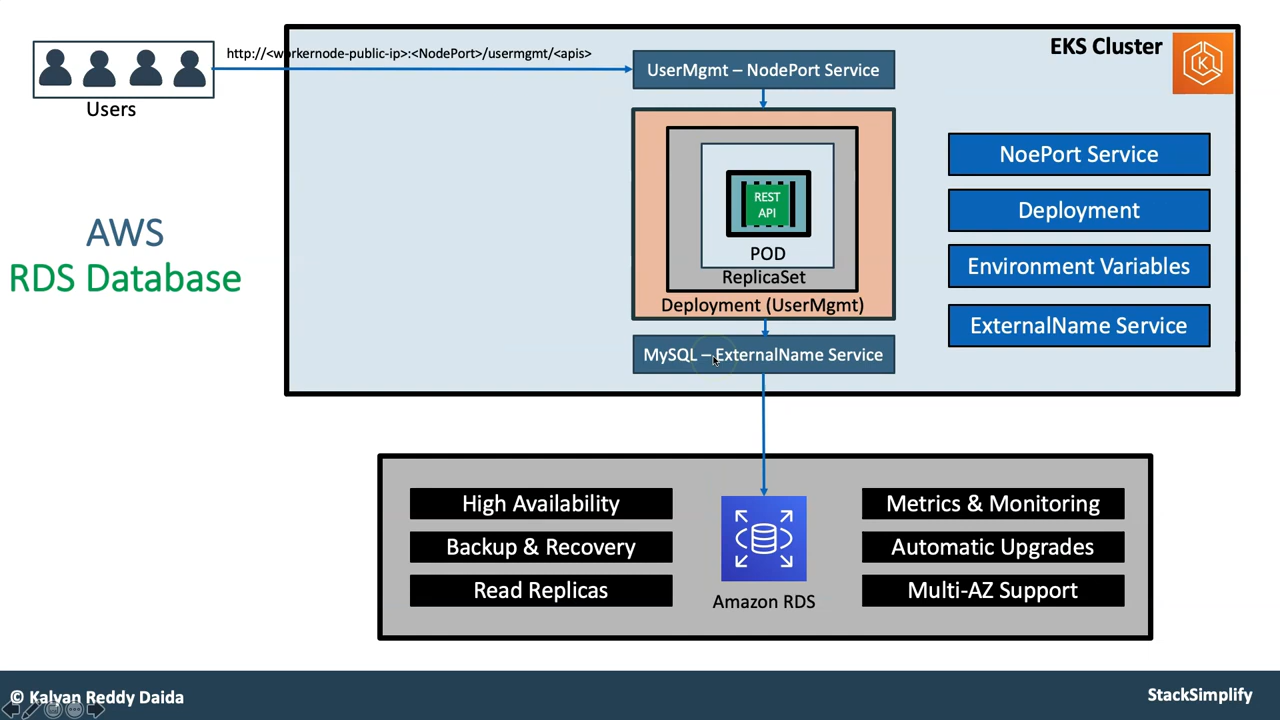 http://<workernode-public-ip>:<NodePort>/usermgmt/<apis>
Users
AWS
RDS Database
EKS Cluster
UserMgmt – NodePort Service
REST
API
POD
ReplicaSet
Deployment (UserMgmt)
MySQL – ExternalName Service
NoePort Service
Deployment
Environment Variables
ExternalName Service
High Availability
Backup & Recovery
Read Replicas
Amazon RDS
Metrics & Monitoring
Automatic Upgrades
Multi-AZ Support
© Kalyan Reddy Daida
StackSimplify